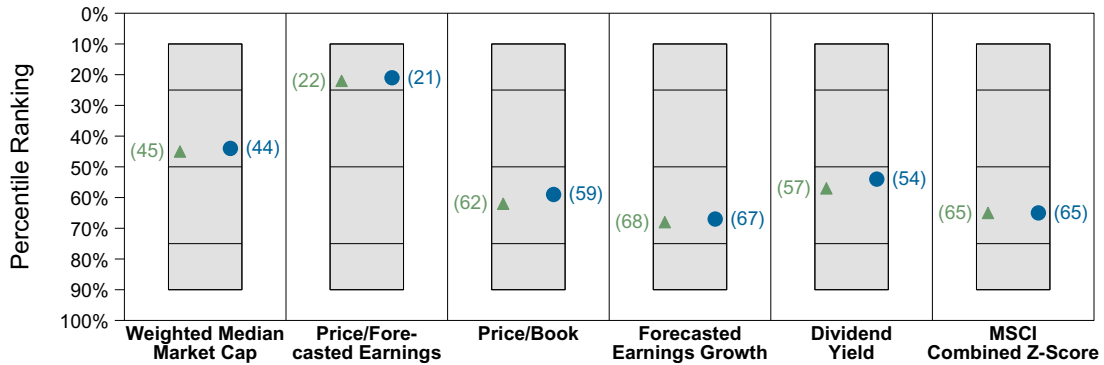 Percentile Ranking
0%
10%
20%
30%
40%
50%
60%
70%
80%
90%
100%
(45)
(44)
(22)
(21)
(62)
(59)
(68)
(67)
(57)
(54)
(65)
(65)
Weighted Median
Market Cap
Price/Fore-
casted Earnings
Price/Book
Forecasted
Earnings Growth
Dividend
Yield
MSCI
Combined Z-Score